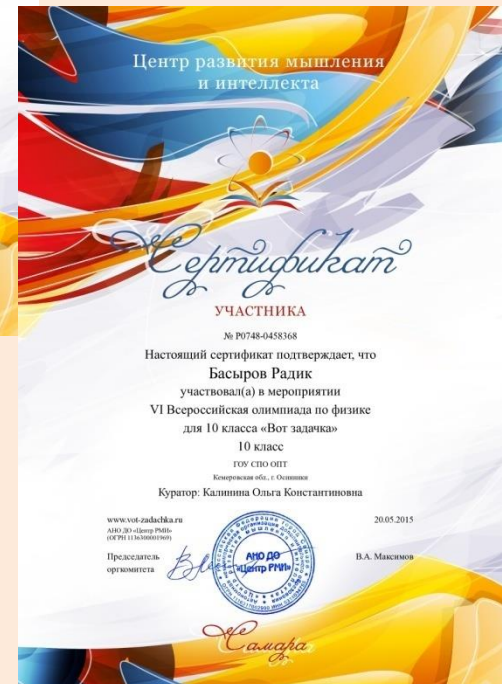 Центр развития мышления
и интеллекта
Сертификат
УЧАСТНИКА
№ P0748-0458368
Настоящий сертификат подтверждает, что
Басыров Радик
участвовал(а) в мероприятии
VI Всероссийская олимпиада по физике
для 10 класса «Вот задачка»
10 класс
ГОУ СПО ОПТ
Кемеровская обл., г. Осинники
Куратор: Калинина Ольга Константиновна
www.vot-zadachka.ru
20.05.2015
АНО ДО «Центр РМИ»
(ОГРН 1136300001969)
Председатель
оргкомитета
АНО ДО
«Центр РМИ»
В.А. Максимов
Самара